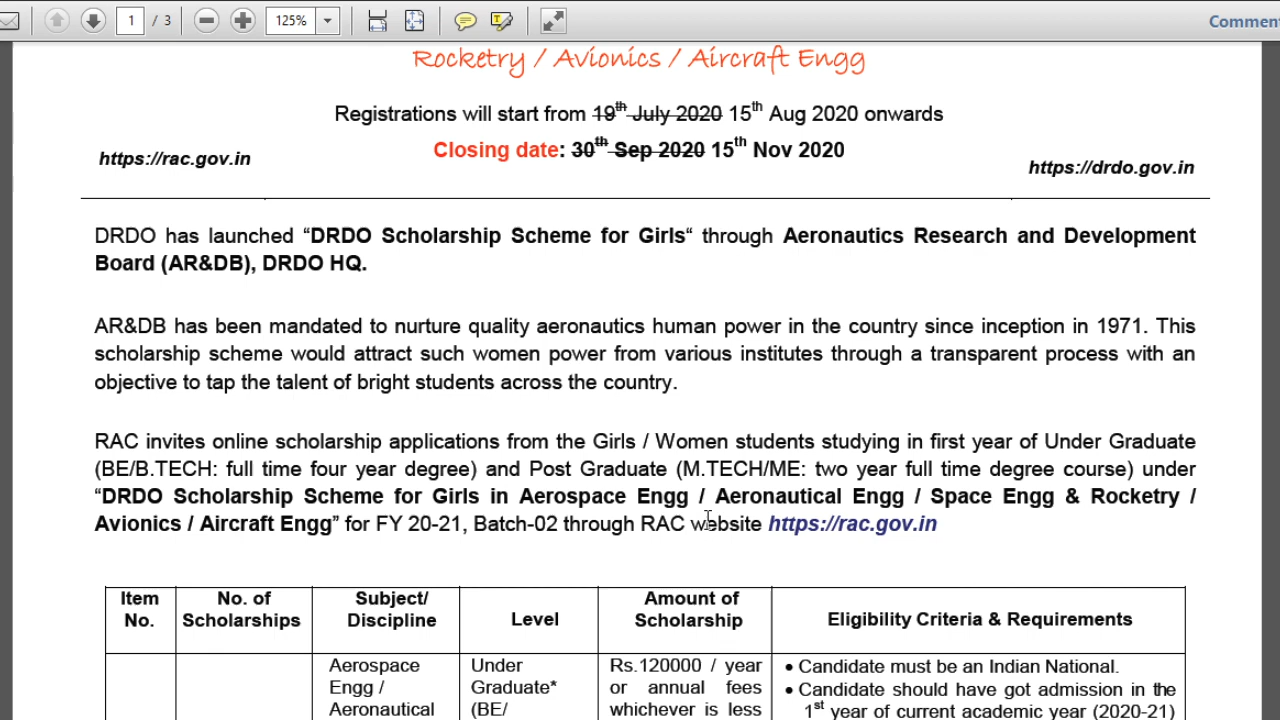 1 / 3 125% Commen
Rocketry / Avionics / Aircraft Engg
Registrations will start from 19th July 2020 15th Aug 2020 onwards
Closing date: 30th Sep 2020 15th Nov 2020
https://rac.gov.in
https://drdo.gov.in
DRDO has launched “DRDO Scholarship Scheme for Girls“ through Aeronautics Research and Development
Board (AR&DB), DRDO HQ.
AR&DB has been mandated to nurture quality aeronautics human power in the country since inception in 1971. This
scholarship scheme would attract such women power from various institutes through a transparent process with an
objective to tap the talent of bright students across the country.
RAC invites online scholarship applications from the Girls / Women students studying in first year of Under Graduate
(BE/B.TECH: full time four year degree) and Post Graduate (M.TECH/ME: two year full time degree course) under
“DRDO Scholarship Scheme for Girls in Aerospace Engg / Aeronautical Engg / Space Engg & Rocketry /
Avionics / Aircraft Engg” for FY 20-21, Batch-02 through RAC website https://rac.gov.in
Item
No.
No. of
Scholarships
Subject/
Discipline
Level
Amount of
Scholarship
Eligibility Criteria & Requirements
Aerospace
Engg /
Aeronautical
Under
Graduate*
(BE/
Rs.120000 / year
or annual fees
whichever is less
• Candidate must be an Indian National.
• Candidate should have got admission in the
1st year of current academic year (2020-21)